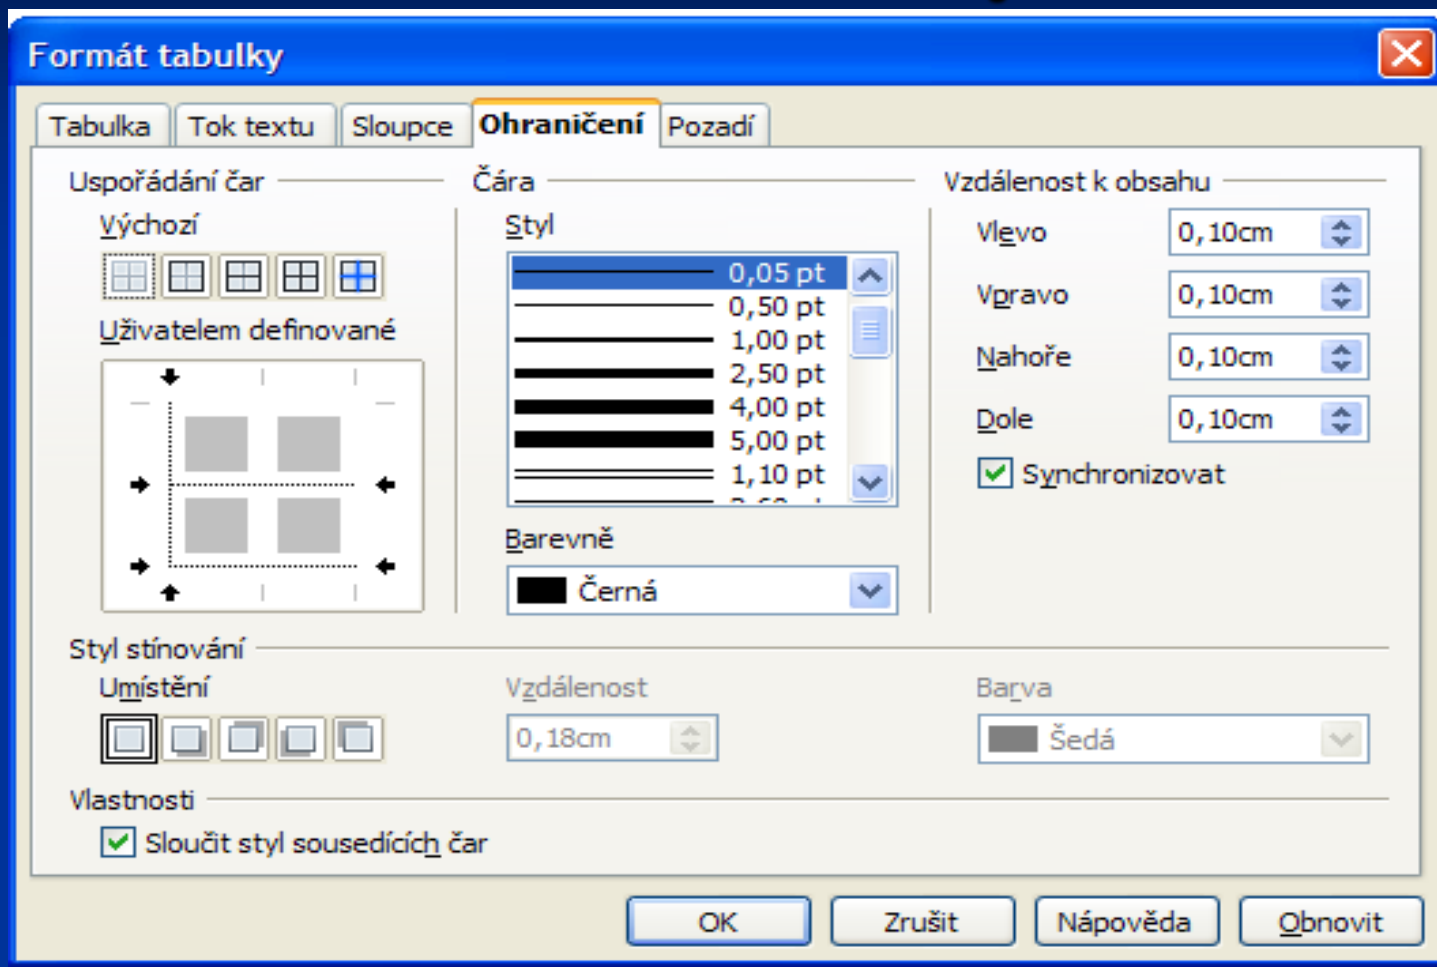 Formát tabulky
Tabulka Tok textu Sloupce Ohraničení Pozadí
Uspořádání čar Čára Vzdálenost k obsahu
Výchozí Styl
Vlevo 0,10cm
0,05 pt
Vpravo 0,10cm
0,50 pt
Uživatelem definované
1,00 pt
Nahoře 0,10cm
2,50 pt
4,00 pt
Dole 0,10cm
5,00 pt
1,10 pt
Synchronizovat
Barevně
Černá
Styl stínování
Umístění Vzdálenost Barva
0,18cm Šedá
Vlastnosti
Sloučit styl sousedících čar
OK Zrušit Nápověda Obnovit